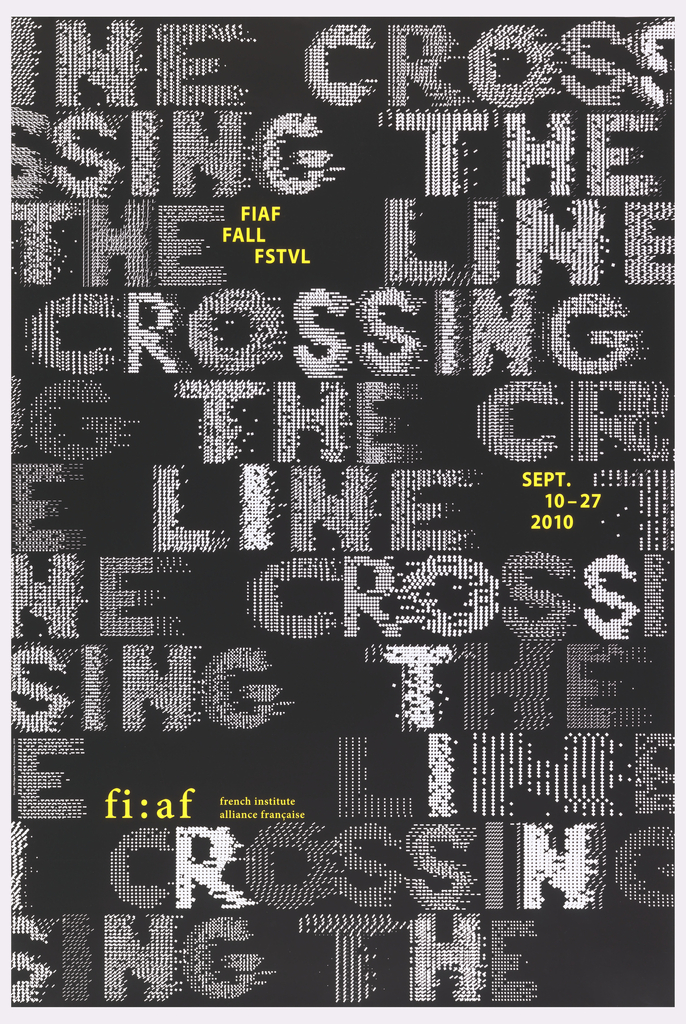 INE CROSS
SSING THE
THE LINE
FIAF
FALL
FSTVL
CROSSING
G THE CR
E LINE
SEPT.
10–27
2010
NE CROSSI
SING THE
E LINE
fi:af french institute
alliance française
CROSSING
SING THE